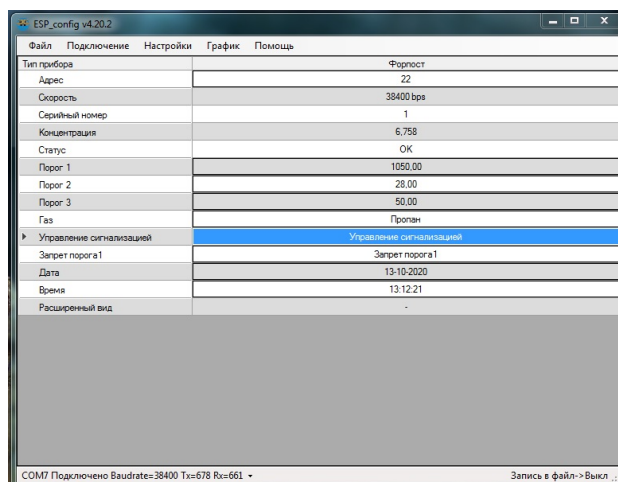 ESP_config v4.20.2
Файл Подключение Настройки График Помощь
Тип прибора Форпост
Адрес 22
Скорость 38400 bps
Серийный номер 1
Концентрация 6,758
Статус OK
Порог 1 1050,00
Порог 2 28,00
Порог 3 50,00
Газ Пропан
Управление сигнализацией Управление сигнализацией
Запрет порога1 Запрет порога1
Дата 13-10-2020
Время 13:12:21
Расширенный вид -
COM7 Подключено Baudrate=38400 Tx=678 Rx=661 Запись в файл->Выкл